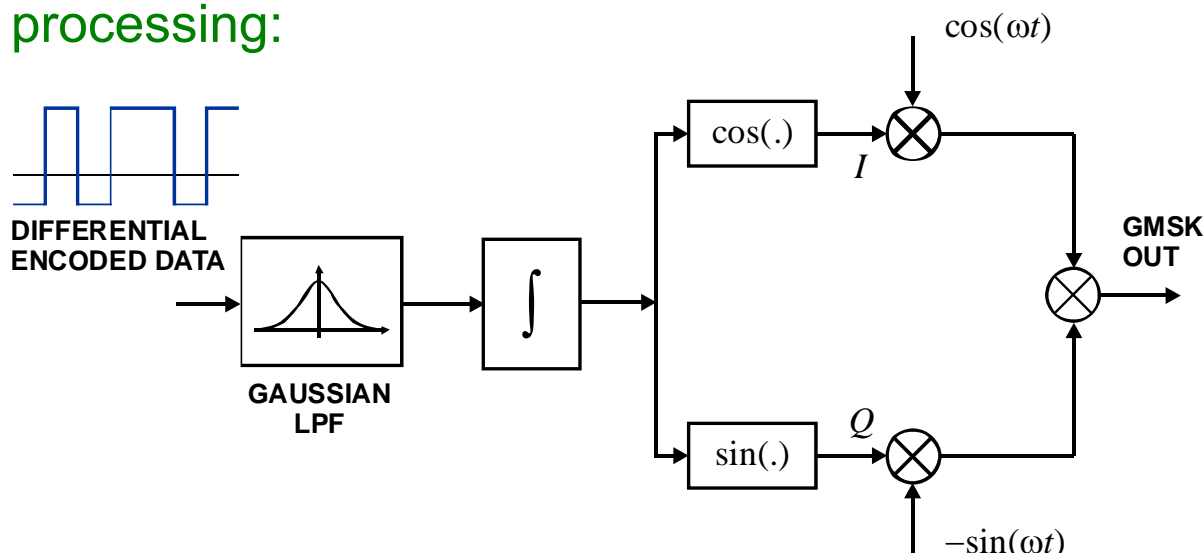 processing:
cos(ωt)
DIFFERENTIAL
ENCODED DATA
cos(.)
I
GMSK
OUT
∫
GAUSSIAN
LPF
Q
sin(.)
−sin(ωt)